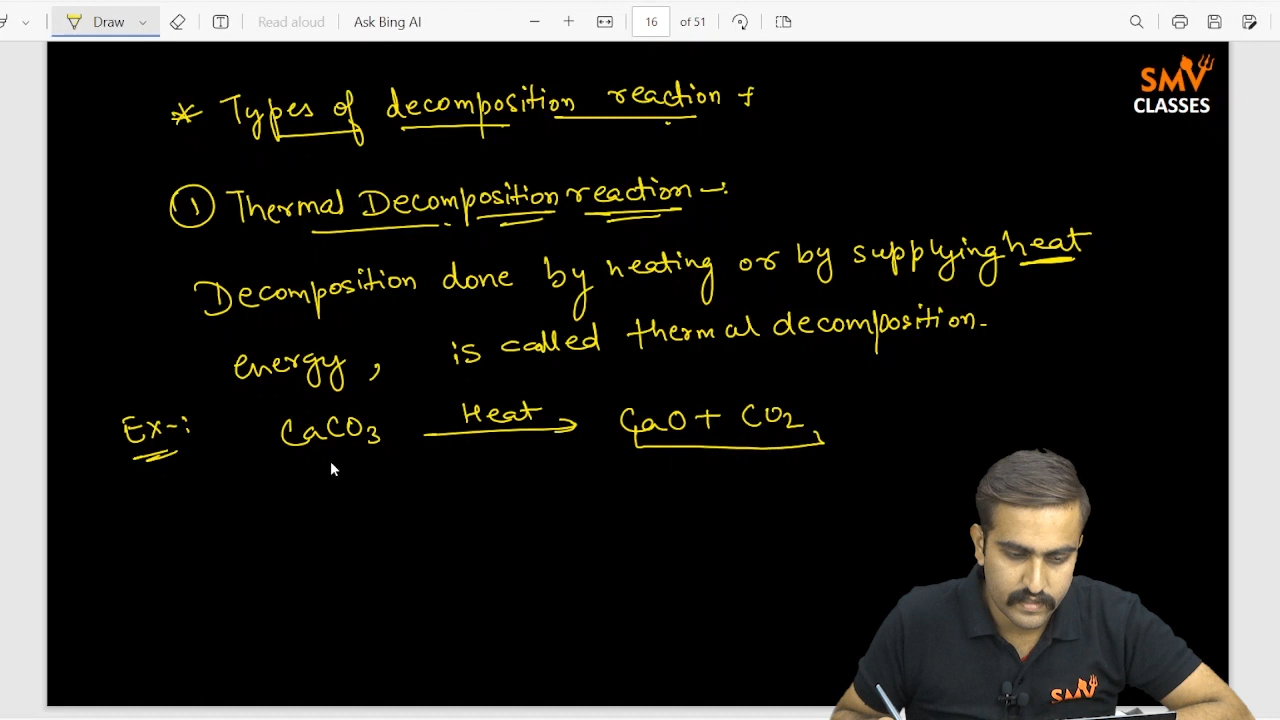 Draw Read aloud Ask Bing AI 16 of 51
SMV
CLASSES
* Types of decomposition reaction :-
① Thermal Decomposition reaction -:
Decomposition done by heating or by supplying heat
energy, is called thermal decomposition.
Ex-: CaCO₃ Heat→ CaO + CO₂
SMV